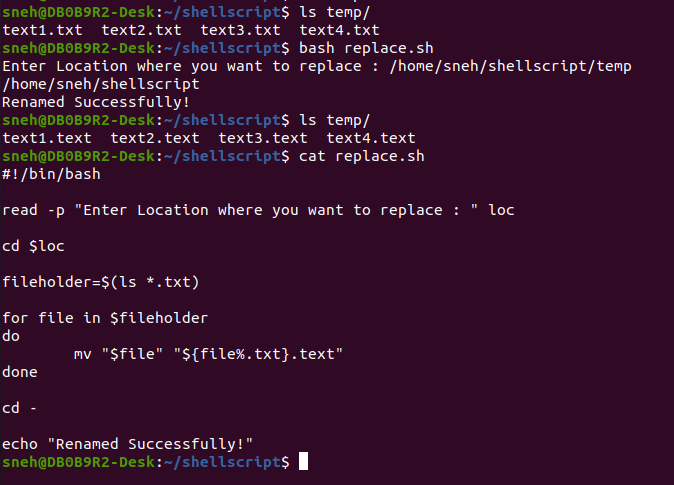 sneh@DB0B9R2-Desk:~/shellscript$ ls temp/
text1.txt  text2.txt  text3.txt  text4.txt
sneh@DB0B9R2-Desk:~/shellscript$ bash replace.sh
Enter Location where you want to replace : /home/sneh/shellscript/temp
/home/sneh/shellscript
Renamed Successfully!
sneh@DB0B9R2-Desk:~/shellscript$ ls temp/
text1.text  text2.text  text3.text  text4.text
sneh@DB0B9R2-Desk:~/shellscript$ cat replace.sh
#!/bin/bash
read -p "Enter Location where you want to replace : " loc
cd $loc
fileholder=$(ls *.txt)
for file in $fileholder
do
        mv "$file" "${file%.txt}.text"
done
cd -
echo "Renamed Successfully!"
sneh@DB0B9R2-Desk:~/shellscript$